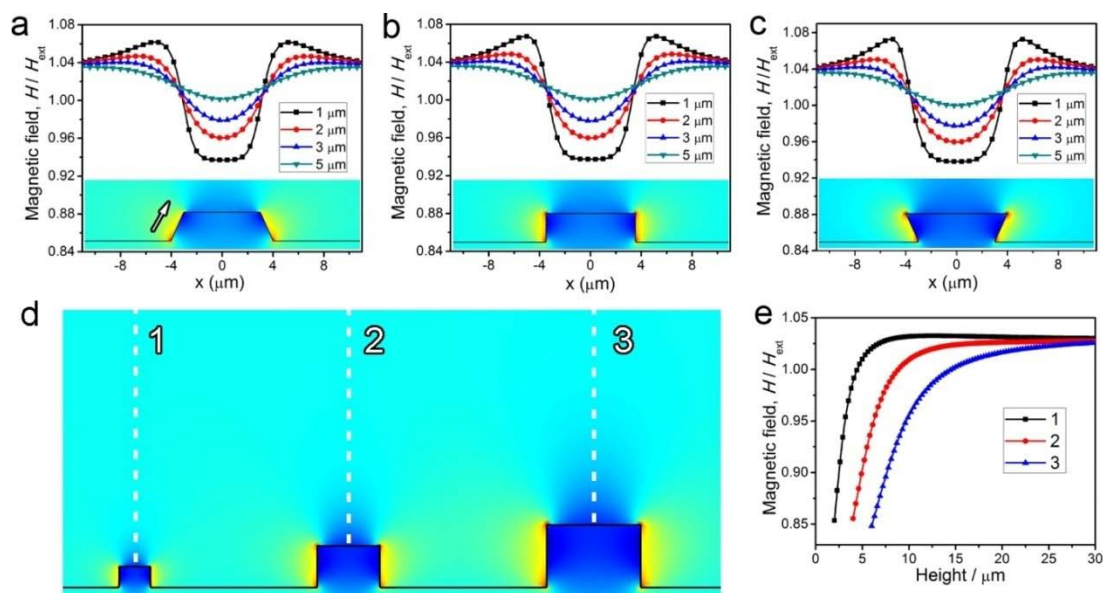 a
Magnetic field, H / Hext
1.08
1.04
1.00
0.96
0.92
0.88
0.84
1 μm
2 μm
3 μm
5 μm
-8 -4 0 4 8
x (μm)
b
Magnetic field, H / Hext
1.08
1.04
1.00
0.96
0.92
0.88
0.84
1 μm
2 μm
3 μm
5 μm
-8 -4 0 4 8
x (μm)
c
Magnetic field, H/Hext
1.08
1.04
1.00
0.96
0.92
0.88
0.84
1 μm
2 μm
3 μm
5 μm
-8 -4 0 4 8
x (μm)
d
1 2 3
e
Magnetic field, H / Hext
1.05
1.00
0.95
0.90
0.85
1
2
3
0 5 10 15 20 25 30
Height / μm